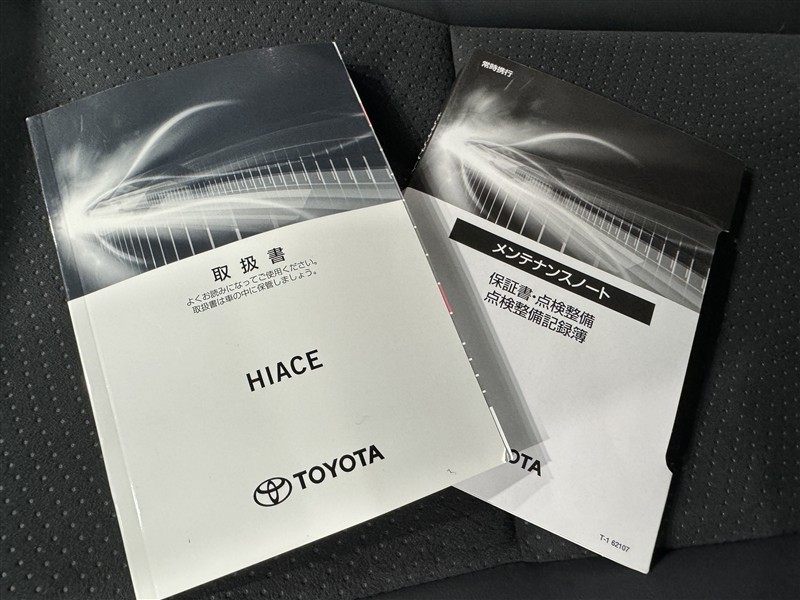 取扱書
よくお読みになってご使用ください。
取扱書は車の中に保管しましょう。
HIACE
TOYOTA
常時携行
メンテナンスノート
保証書・点検整備
点検整備記録簿
OTA
T-1 62107